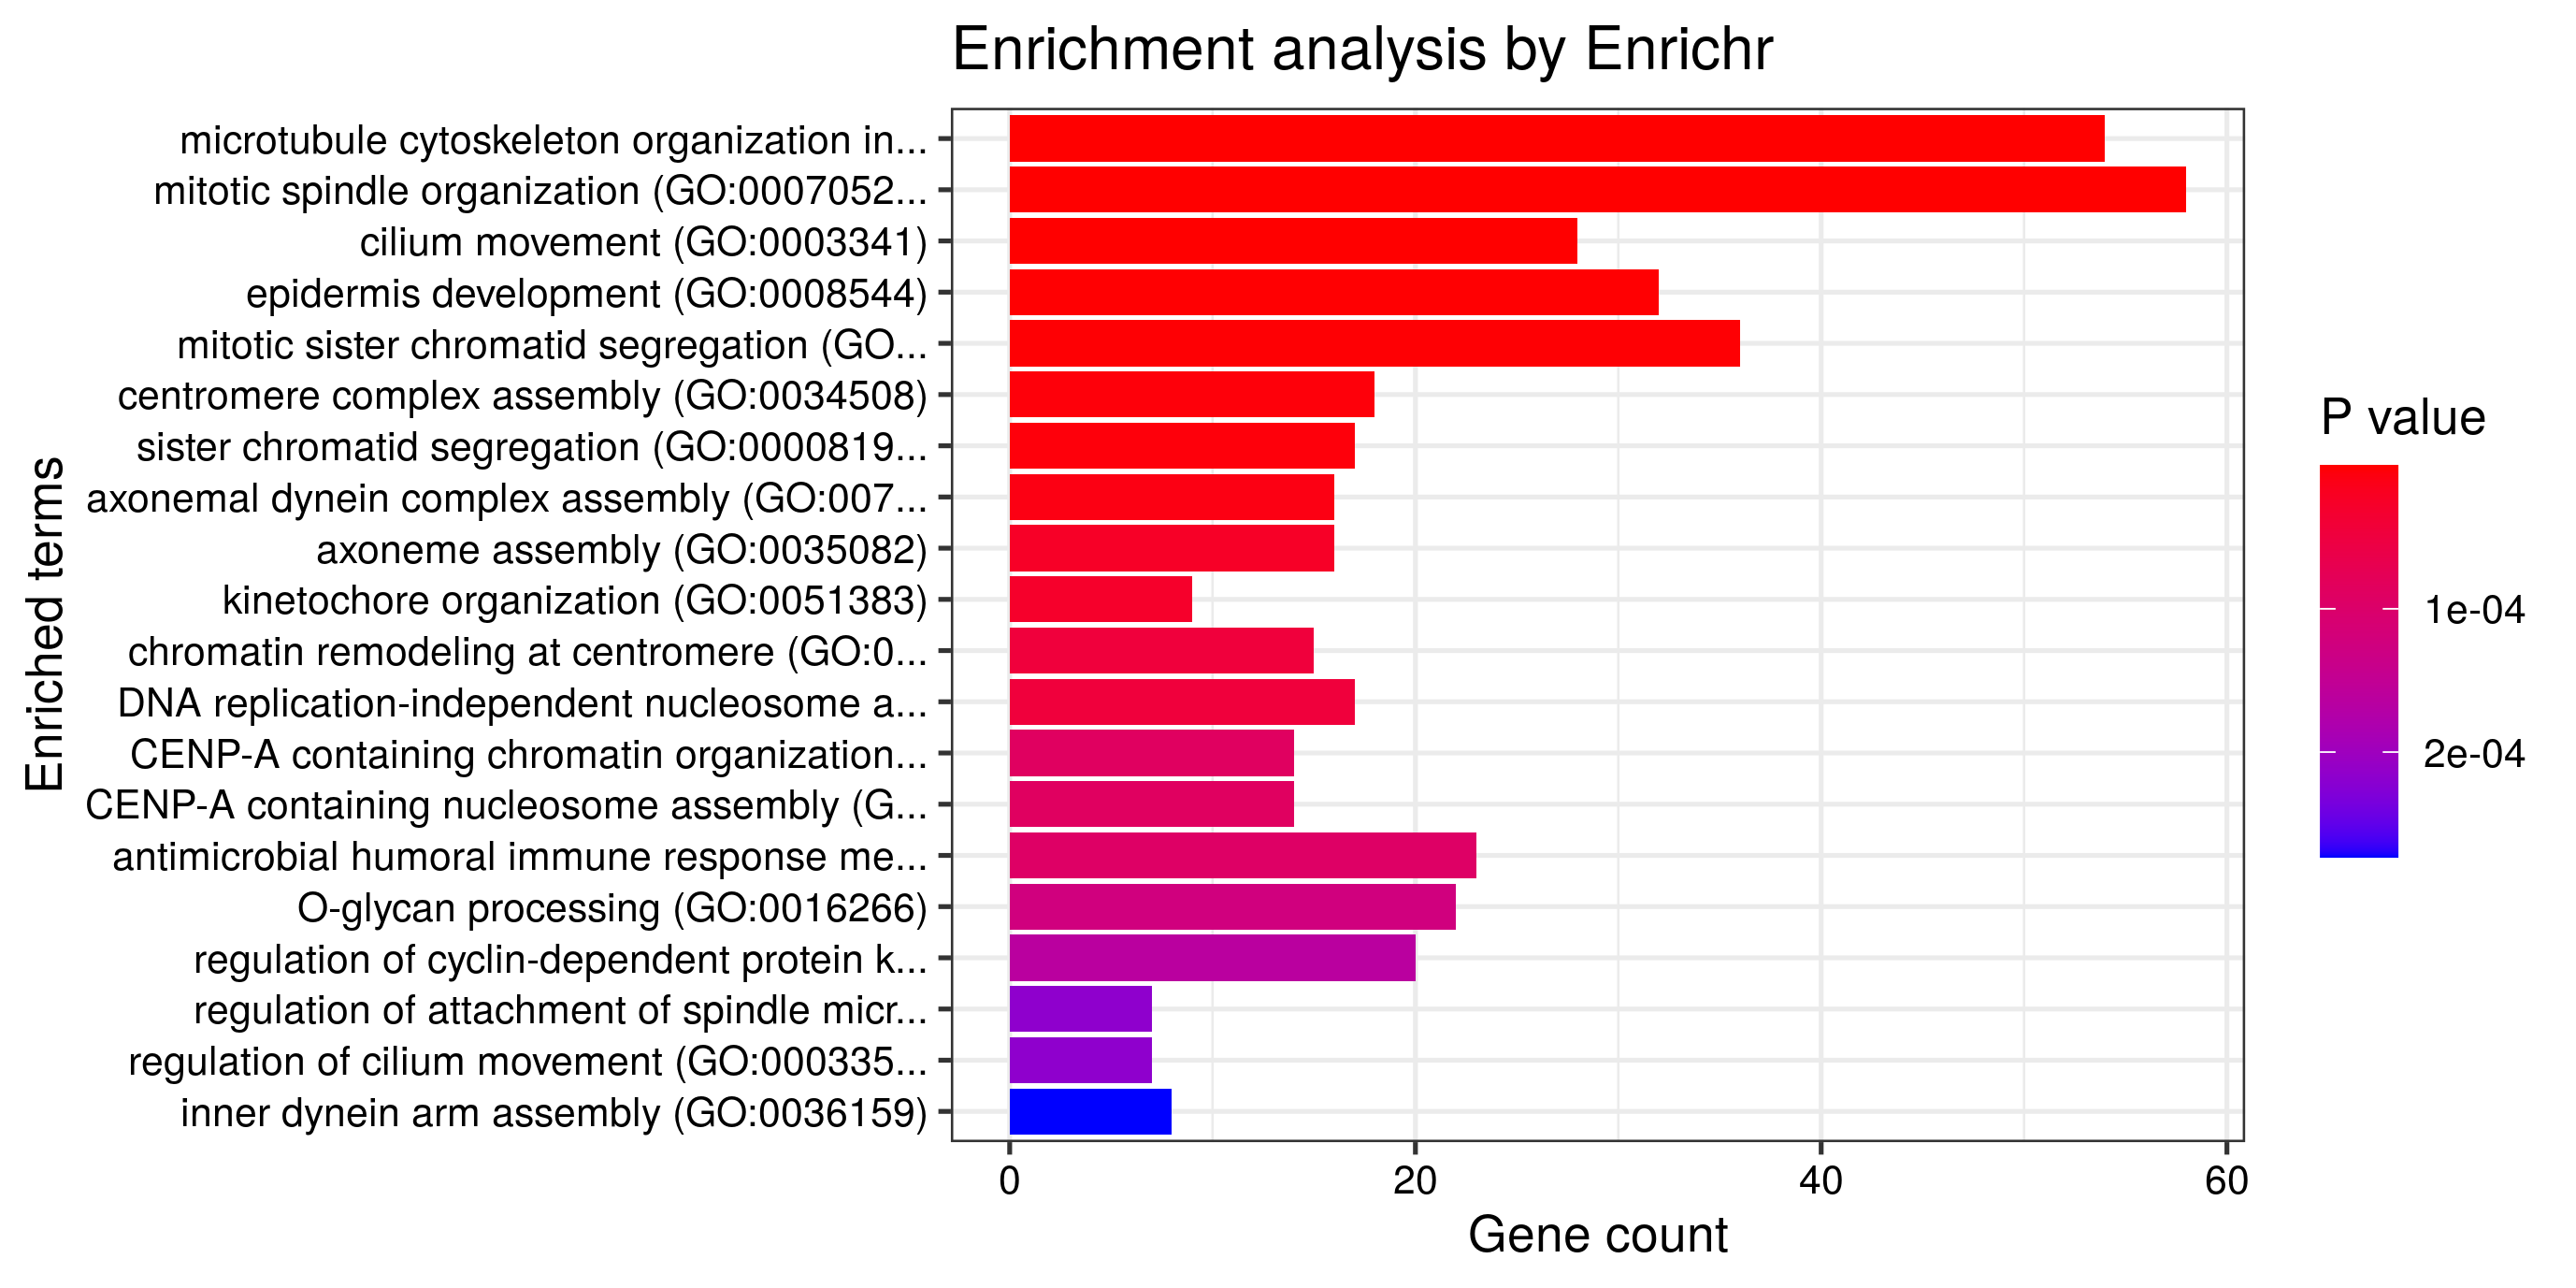 Enrichment analysis by Enrichr
Enriched terms
microtubule cytoskeleton organization in...
mitotic spindle organization (GO:0007052...
cilium movement (GO:0003341)
epidermis development (GO:0008544)
mitotic sister chromatid segregation (GO...
centromere complex assembly (GO:0034508)
sister chromatid segregation (GO:0000819...
axonemal dynein complex assembly (GO:007...
axoneme assembly (GO:0035082)
kinetochore organization (GO:0051383)
chromatin remodeling at centromere (GO:0...
DNA replication-independent nucleosome a...
CENP-A containing chromatin organization...
CENP-A containing nucleosome assembly (G...
antimicrobial humoral immune response me...
O-glycan processing (GO:0016266)
regulation of cyclin-dependent protein k...
regulation of attachment of spindle micr...
regulation of cilium movement (GO:000335...
inner dynein arm assembly (GO:0036159)
0 20 40 60
Gene count
P value
1e-04
2e-04